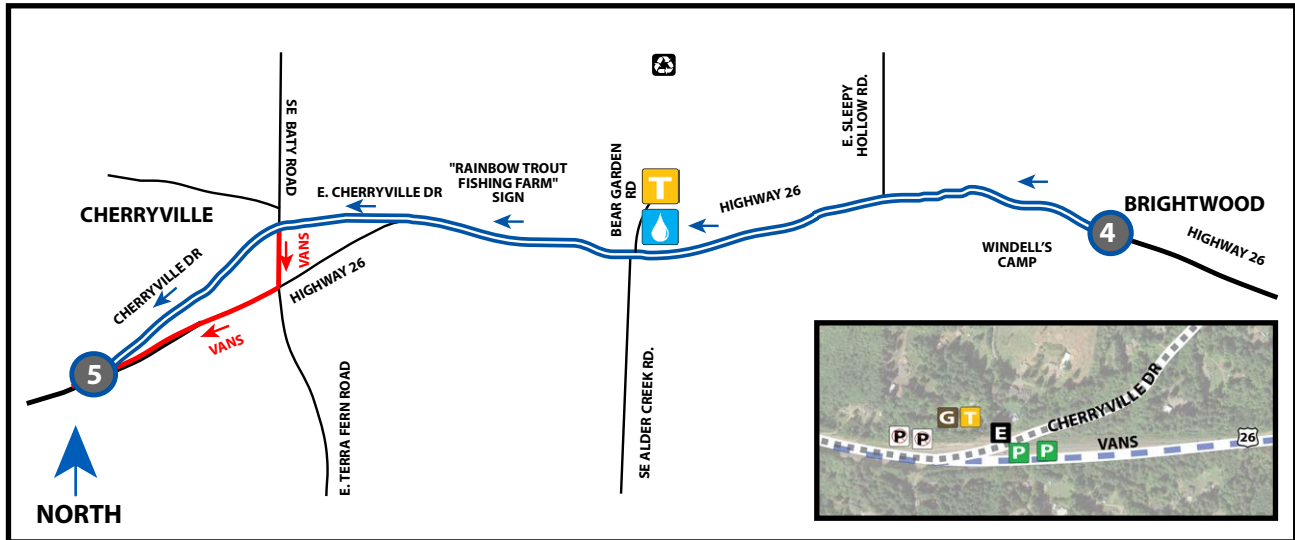 SE BATY ROAD
E. SLEEPY
HOLLOW RD.
"RAINBOW TROUT
FISHING FARM"
SIGN
BEAR GARDEN
RD
T
E. CHERRYVILLE DR
HIGHWAY 26
BRIGHTWOOD
4
HIGHWAY 26
CHERRYVILLE
VANS
WINDELL'S
CAMP
CHERRYVILLE DR
HIGHWAY 26
VANS
5
E. TERRA FERN ROAD
SE ALDER CREEK RD.
NORTH
CHERRYVILLE DR
G T
P P
E
VANS
26
P P